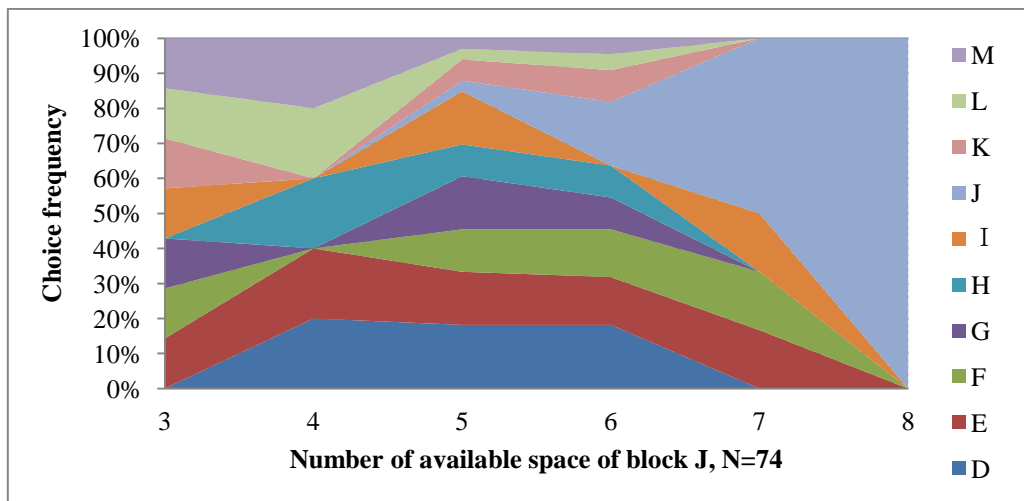 100%
90%
80%
70%
60%
50%
40%
30%
20%
10%
0%
Choice frequency
3 4 5 6 7 8
Number of available space of block J, N=74
M
L
K
J
I
H
G
F
E
D